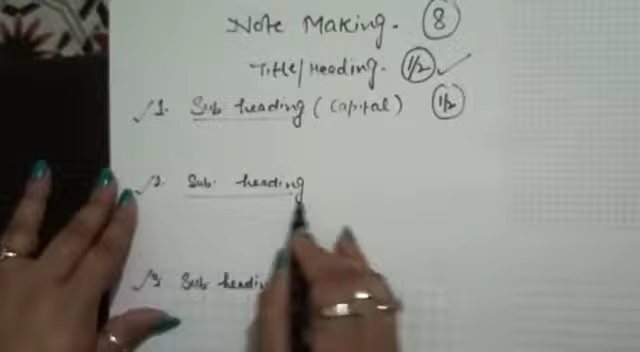 Note Making. 8
Title/Heading. 1/2 ✓
✓1. Sub heading (Capital) 1/2
✓2. Sub. heading
✓3. Sub